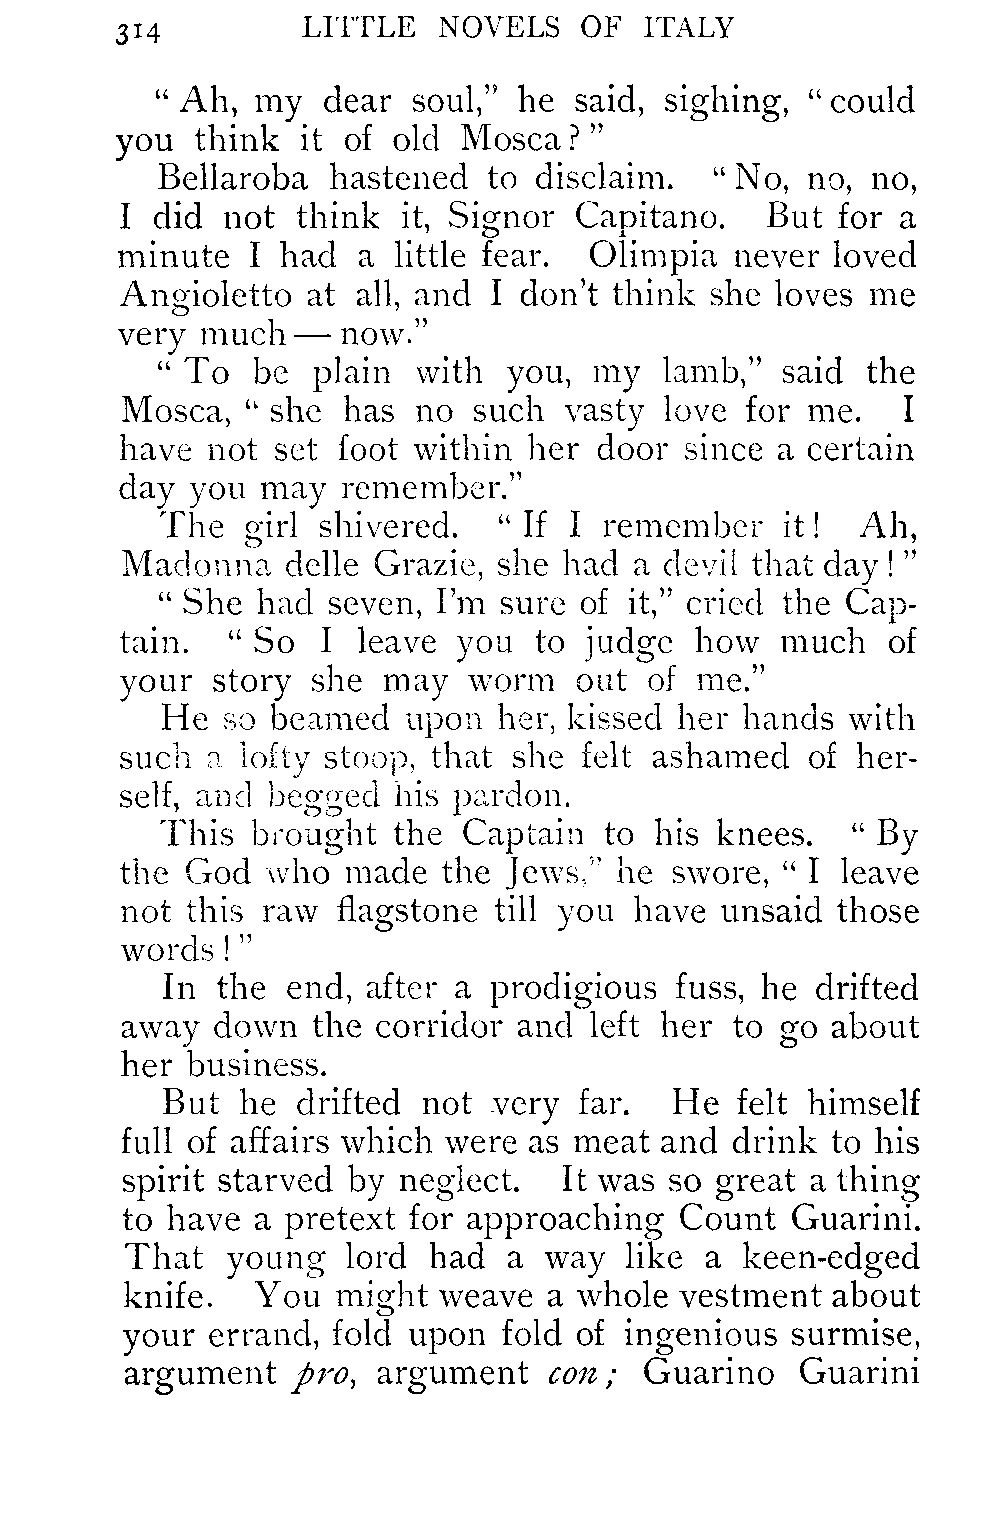 314 LITTLE NOVELS OF ITALY
“ Ah, my dear soul,” he said, sighing, “ could
you think it of old Mosca? ”
Bellaroba hastened to disclaim. “ No, no, no,
I did not think it, Signor Capitano. But for a
minute I had a little fear. Olimpia never loved
Angioletto at all, and I don't think she loves me
very much — now.”
“ To be plain with you, my lamb,” said the
Mosca, “ she has no such vasty love for me. I
have not set foot within her door since a certain
day you may remember.”
The girl shivered. “ If I remember it! Ah,
Madonna delle Grazie, she had a devil that day! ”
“ She had seven, I'm sure of it,” cried the Cap-
tain. “ So I leave you to judge how much of
your story she may worm out of me.”
He so beamed upon her, kissed her hands with
such a lofty stoop, that she felt ashamed of her-
self, and begged his pardon.
This brought the Captain to his knees. “ By
the God who made the Jews,” he swore, “ I leave
not this raw flagstone till you have unsaid those
words! ”
In the end, after a prodigious fuss, he drifted
away down the corridor and left her to go about
her business.
But he drifted not very far. He felt himself
full of affairs which were as meat and drink to his
spirit starved by neglect. It was so great a thing
to have a pretext for approaching Count Guarini.
That young lord had a way like a keen-edged
knife. You might weave a whole vestment about
your errand, fold upon fold of ingenious surmise,
argument pro, argument con; Guarino Guarini